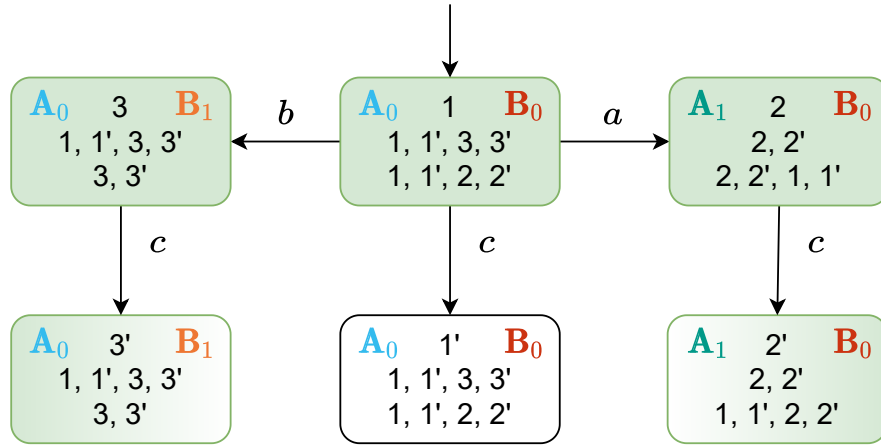 A₀ 3 B₁
1, 1', 3, 3'
3, 3'
b
A₀ 1 B₀
1, 1', 3, 3'
1, 1', 2, 2'
a
A₁ 2 B₀
2, 2'
2, 2', 1, 1'
c
c
c
A₀ 3' B₁
1, 1', 3, 3'
3, 3'
A₀ 1' B₀
1, 1', 3, 3'
1, 1', 2, 2'
A₁ 2' B₀
2, 2'
1, 1', 2, 2'